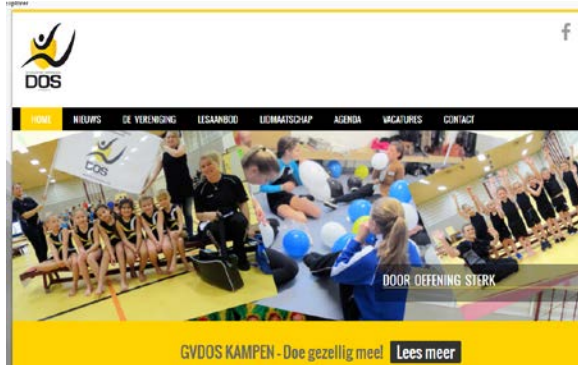 DOS
HOME NIEUWS DE VERENIGING LESAANBOD LIDMAATSCHAP AGENDA VACATURES CONTACT
DOS
DOOR OEFENING STERK
GVDOS KAMPEN - Doe gezellig mee! Lees meer